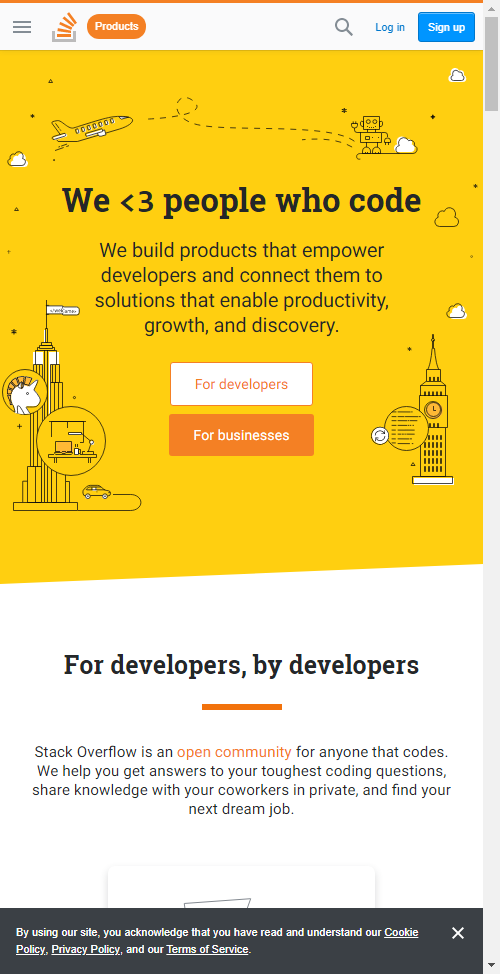 Products
Log in
Sign up
We <3 people who code
We build products that empower
developers and connect them to
solutions that enable productivity,
growth, and discovery.
For developers
For businesses
For developers, by developers
Stack Overflow is an open community for anyone that codes.
We help you get answers to your toughest coding questions,
share knowledge with your coworkers in private, and find your
next dream job.
By using our site, you acknowledge that you have read and understand our Cookie
Policy, Privacy Policy, and our Terms of Service.